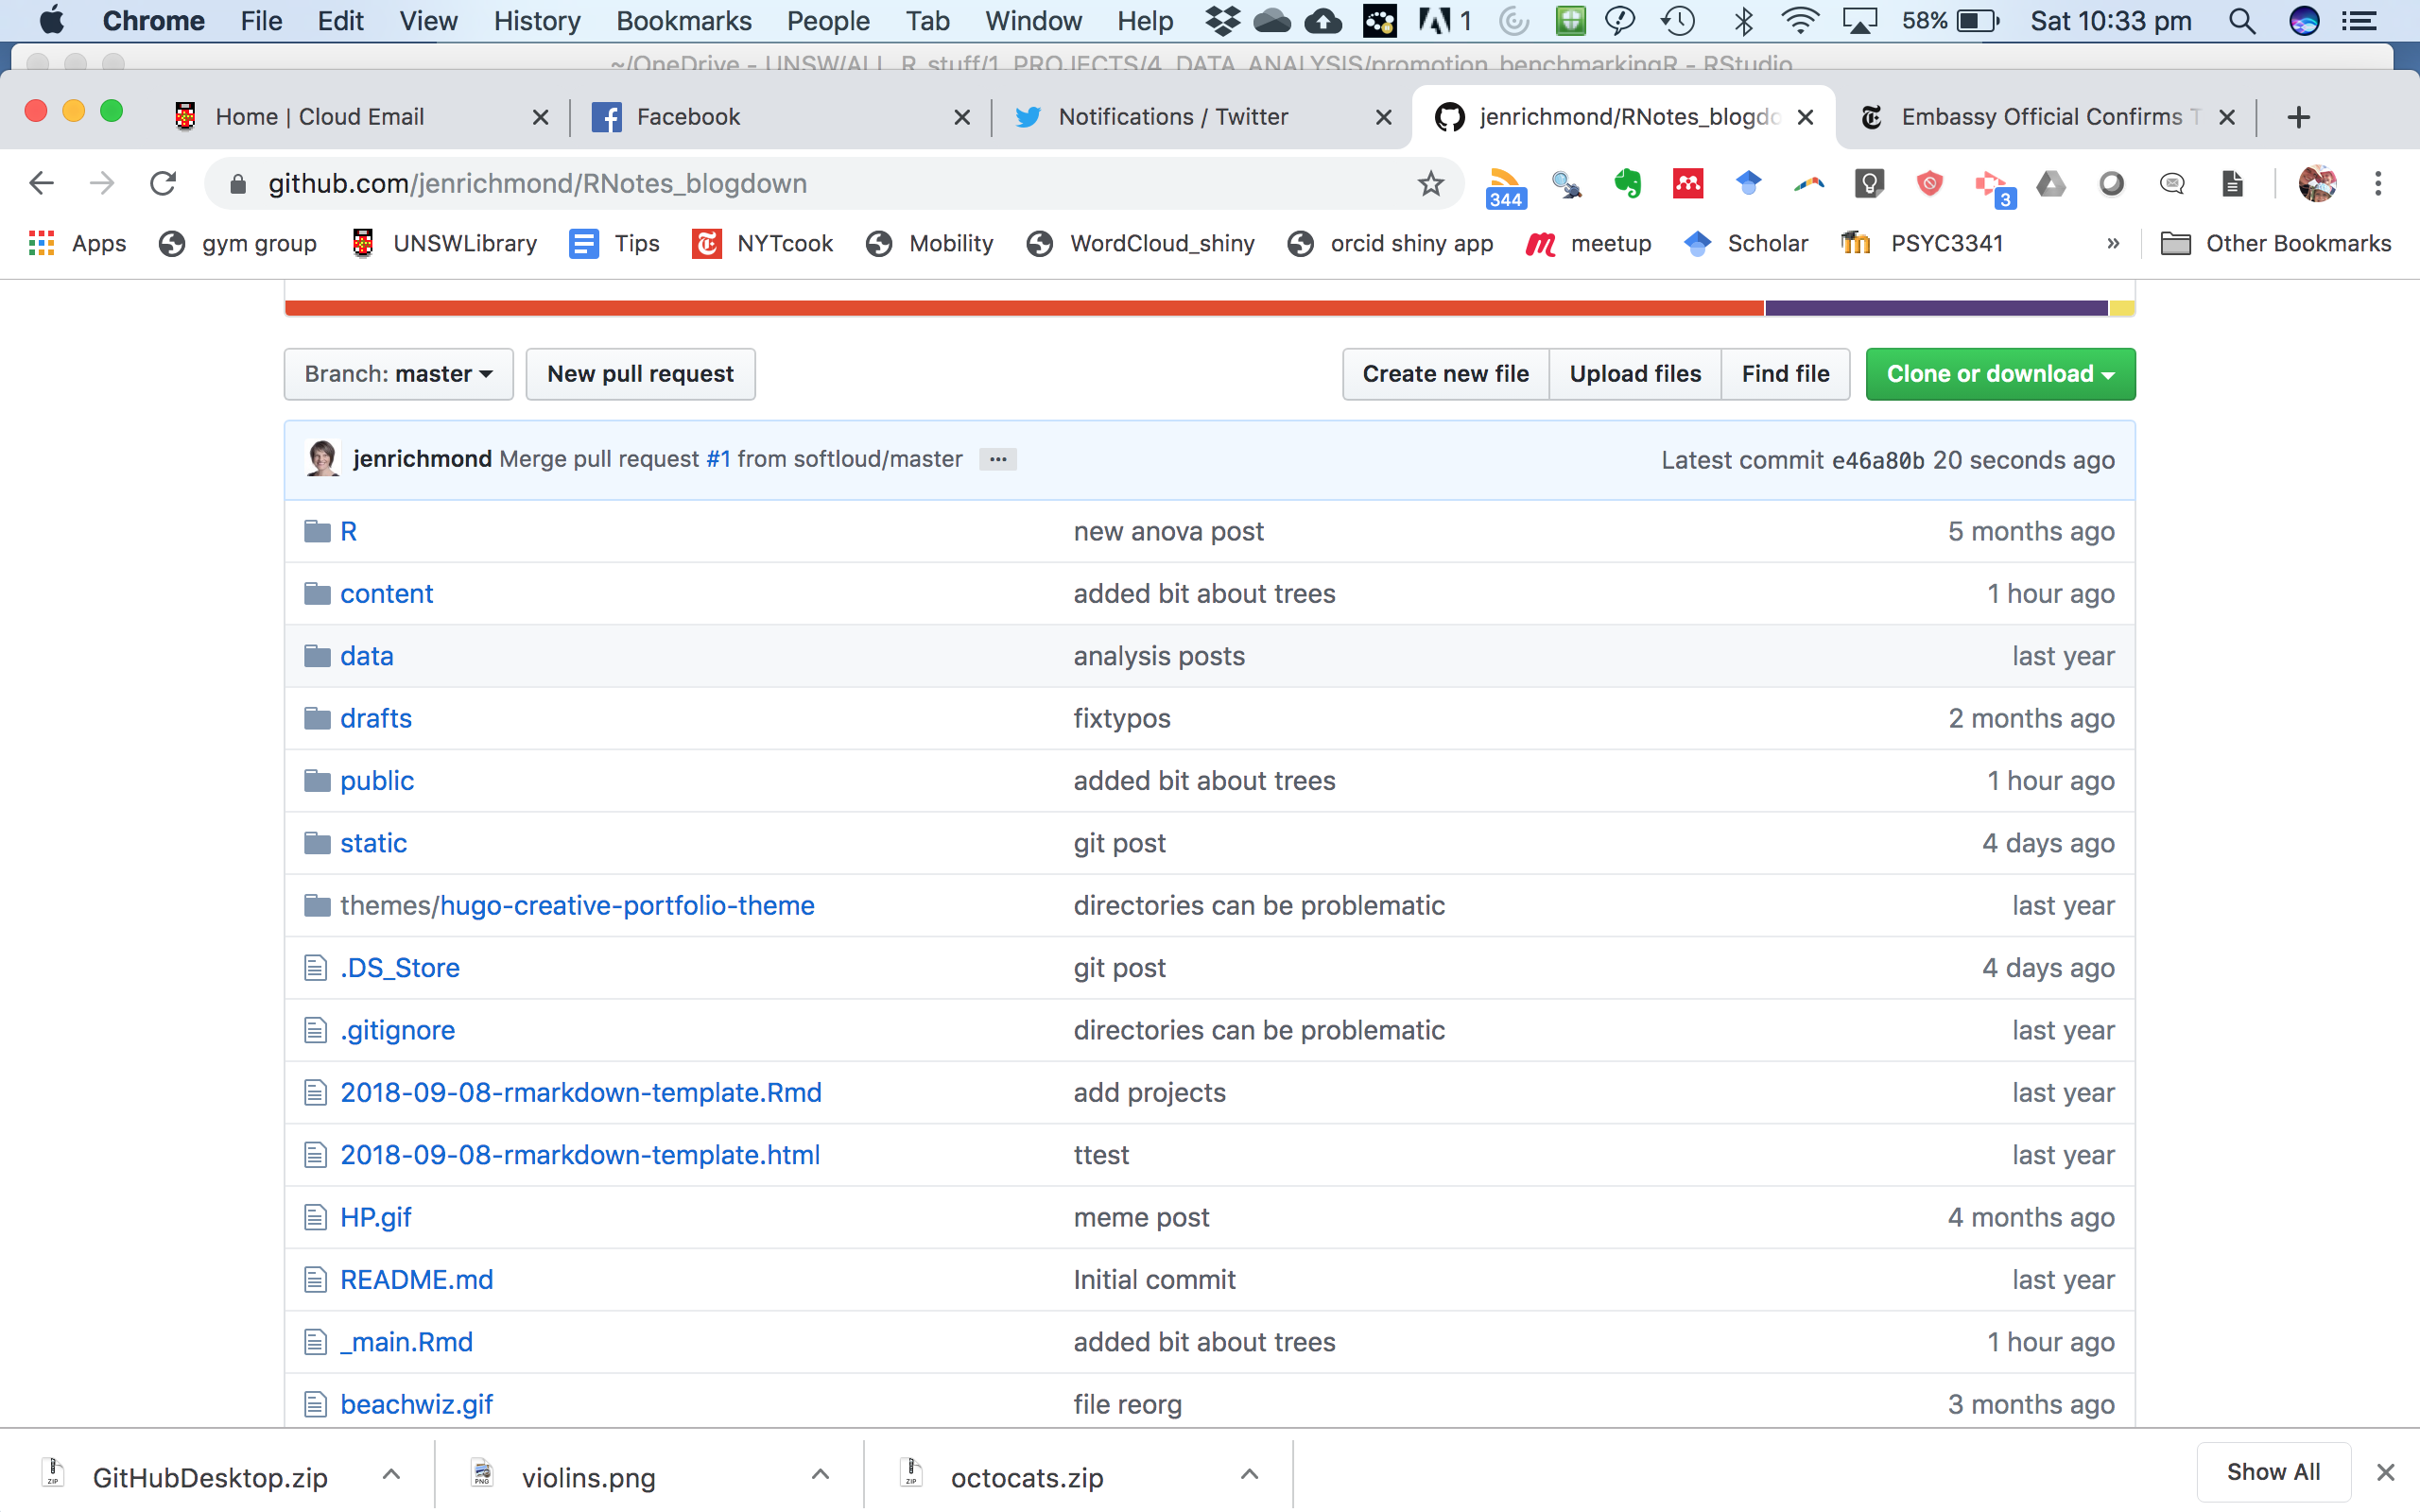 Chrome File Edit View History Bookmarks People Tab Window Help 1 58% Sat 10:33 pm
~/OneDrive - UNSW/ALL_R_stuff/1_PROJECTS/4_DATA_ANALYSIS/promotion_benchmarkingR - RStudio
Home | Cloud Email Facebook Notifications / Twitter jenrichmond/RNotes_blogdo Embassy Official Confirms T
github.com/jenrichmond/RNotes_blogdown 344 3
Apps gym group UNSWLibrary Tips NYTcook Mobility WordCloud_shiny orcid shiny app meetup Scholar PSYC3341 » Other Bookmarks
Branch: master New pull request Create new file Upload files Find file Clone or download
jenrichmond Merge pull request #1 from softloud/master ... Latest commit e46a80b 20 seconds ago
R new anova post 5 months ago
content added bit about trees 1 hour ago
data analysis posts last year
drafts fixtypos 2 months ago
public added bit about trees 1 hour ago
static git post 4 days ago
themes/hugo-creative-portfolio-theme directories can be problematic last year
.DS_Store git post 4 days ago
.gitignore directories can be problematic last year
2018-09-08-rmarkdown-template.Rmd add projects last year
2018-09-08-rmarkdown-template.html ttest last year
HP.gif meme post 4 months ago
README.md Initial commit last year
_main.Rmd added bit about trees 1 hour ago
beachwiz.gif file reorg 3 months ago
GitHubDesktop.zip violins.png octocats.zip Show All